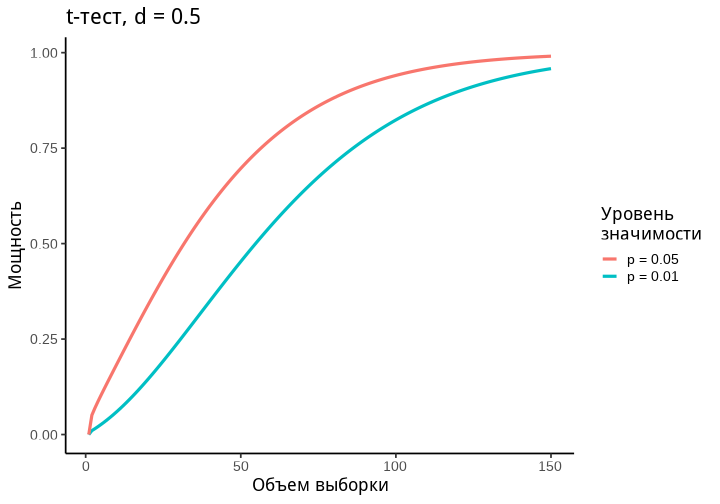 t-тест, d = 0.5
Мощность
1.00
0.75
0.50
0.25
0.00
0
50
100
150
Объем выборки
Уровень
значимости
p = 0.05
p = 0.01